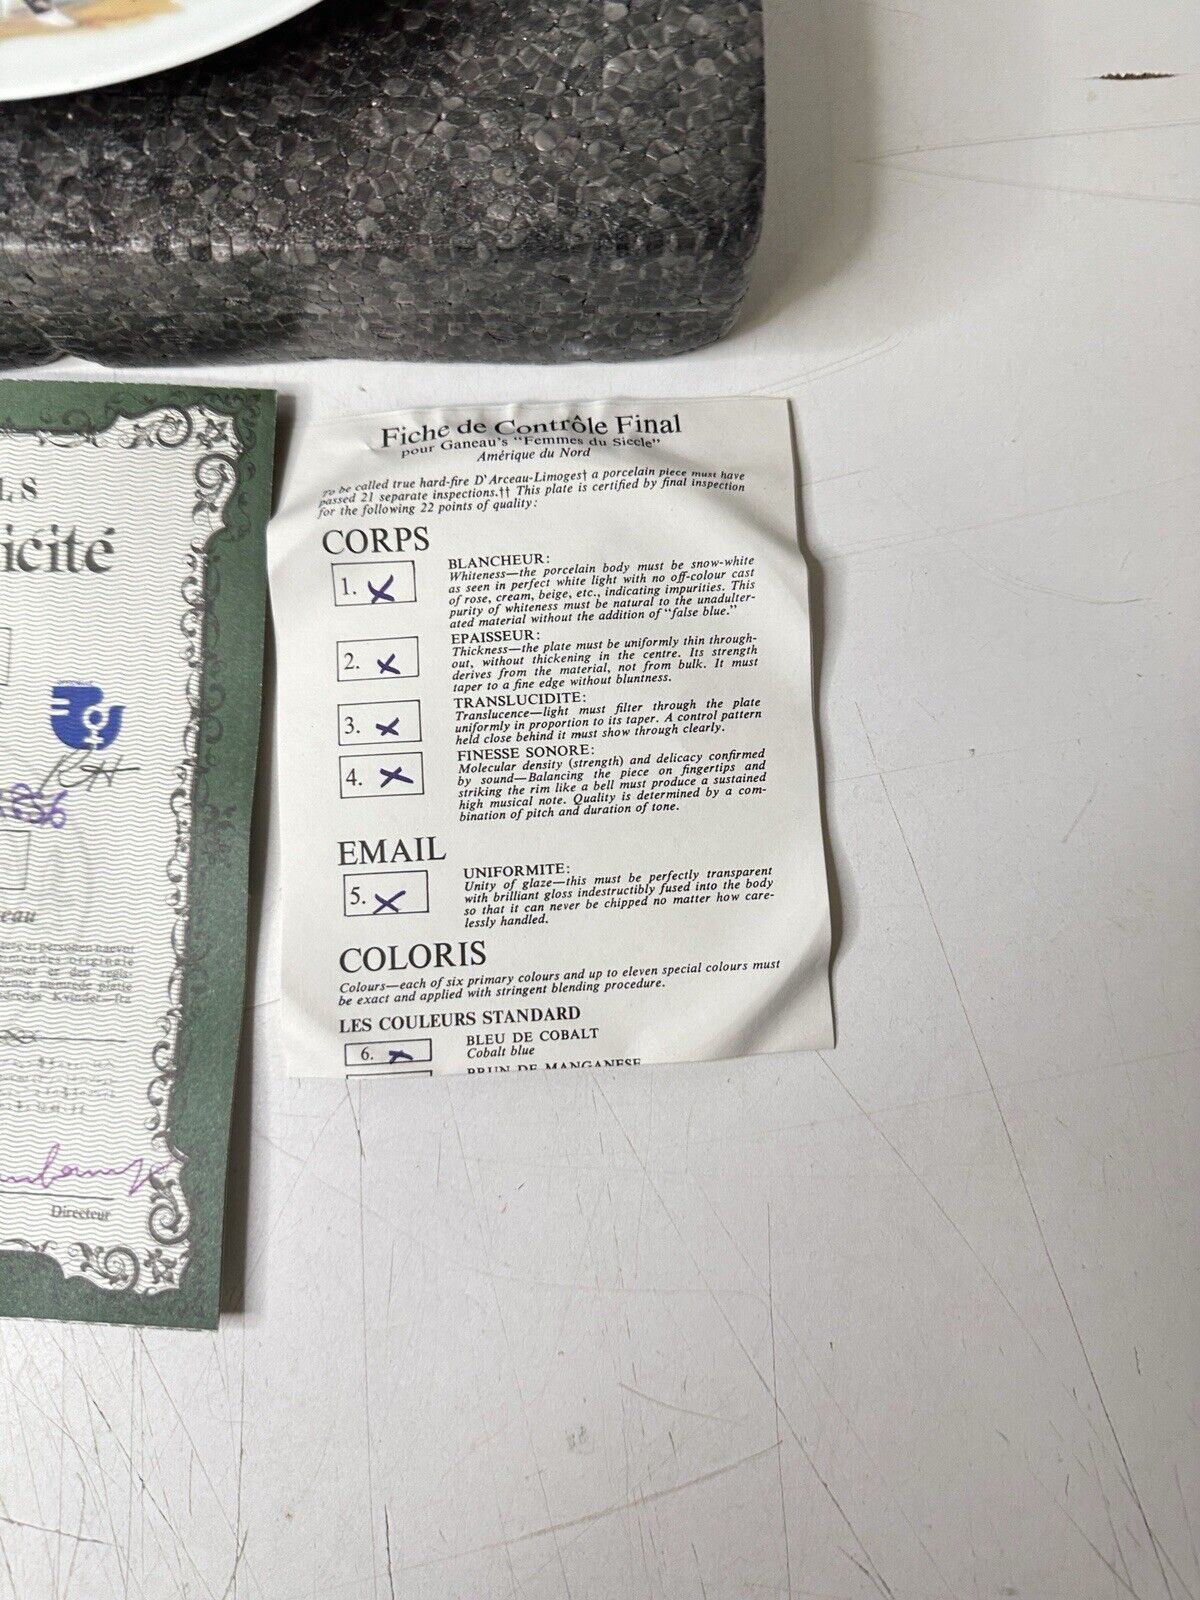 LS
icité
RH
eau
Directeur
Fiche de Contrôle Final
pour Ganeau's "Femmes du Siecle"
Amérique du Nord
To be called true hard-fire D'Arceau-Limoges† a porcelain piece must have
passed 21 separate inspections.†† This plate is certified by final inspection
for the following 22 points of quality:
CORPS
1. X
BLANCHEUR:
Whiteness—the porcelain body must be snow-white
as seen in perfect white light with no off-colour cast
of rose, cream, beige, etc., indicating impurities. This
purity of whiteness must be natural to the unadulter-
ated material without the addition of "false blue."
2. X
EPAISSEUR:
Thickness—the plate must be uniformly thin through-
out, without thickening in the centre. Its strength
derives from the material, not from bulk. It must
taper to a fine edge without bluntness.
3. X
TRANSLUCIDITE:
Translucence—light must filter through the plate
uniformly in proportion to its taper. A control pattern
held close behind it must show through clearly.
4. X
FINESSE SONORE:
Molecular density (strength) and delicacy confirmed
by sound—Balancing the piece on fingertips and
striking the rim like a bell must produce a sustained
high musical note. Quality is determined by a com-
bination of pitch and duration of tone.
EMAIL
5. X
UNIFORMITE:
Unity of glaze—this must be perfectly transparent
with brilliant gloss indestructibly fused into the body
so that it can never be chipped no matter how care-
lessly handled.
COLORIS
Colours—each of six primary colours and up to eleven special colours must
be exact and applied with stringent blending procedure.
LES COULEURS STANDARD
6. X
BLEU DE COBALT
Cobalt blue
BRUN DE MANGANESE